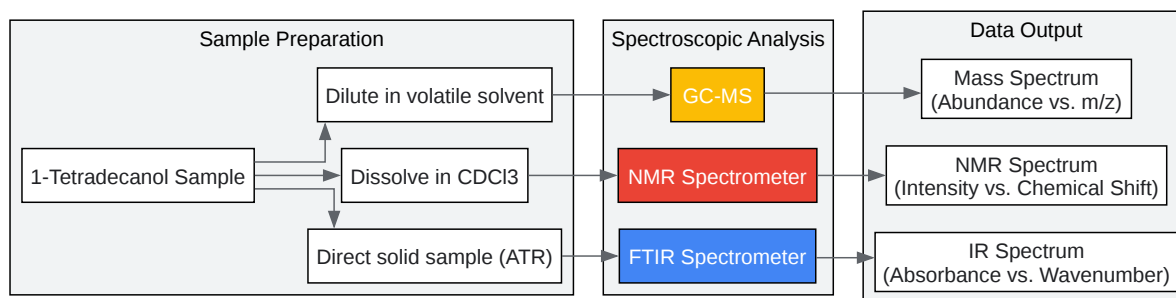 Sample Preparation
Spectroscopic Analysis
Data Output
Dilute in volatile solvent
GC-MS
Mass Spectrum
(Abundance vs. m/z)
1-Tetradecanol Sample
Dissolve in CDCl3
NMR Spectrometer
NMR Spectrum
(Intensity vs. Chemical Shift)
Direct solid sample (ATR)
FTIR Spectrometer
IR Spectrum
(Absorbance vs. Wavenumber)